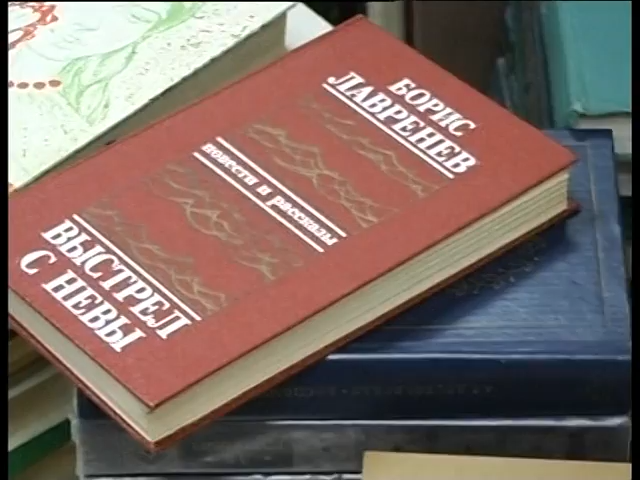 БОРИС
ЛАВРЕНЕВ
повести и рассказы
ВЫСТРЕЛ
С НЕВЫ